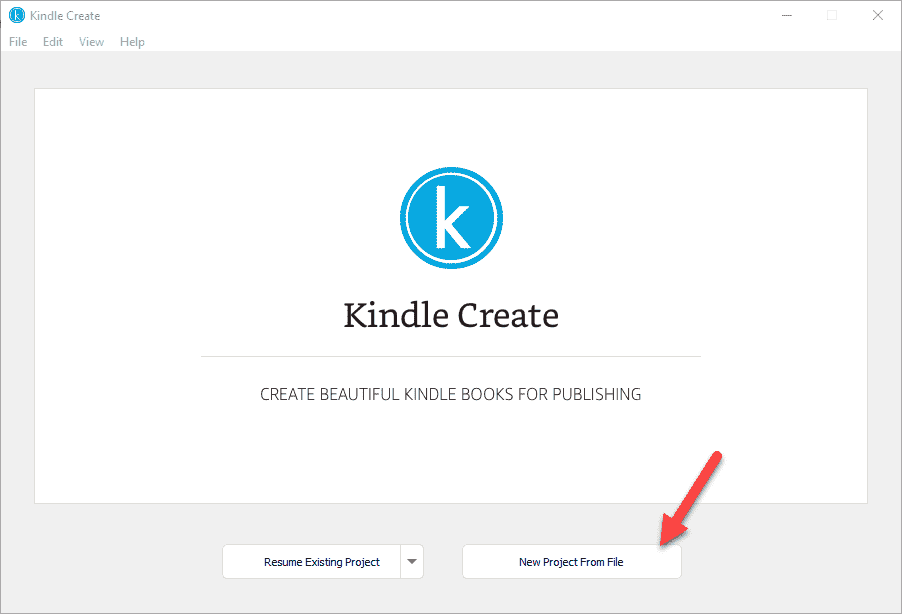 Kindle Create
File Edit View Help
k
Kindle Create
CREATE BEAUTIFUL KINDLE BOOKS FOR PUBLISHING
Resume Existing Project
New Project From File